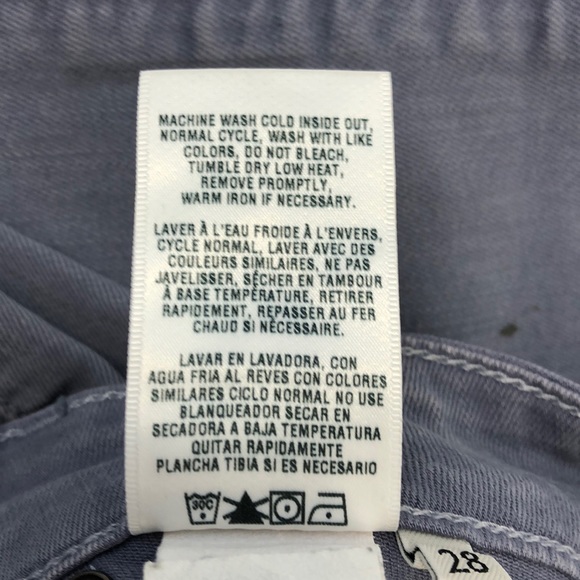 MACHINE WASH COLD INSIDE OUT,
NORMAL CYCLE, WASH WITH LIKE
COLORS, DO NOT BLEACH,
TUMBLE DRY LOW HEAT,
REMOVE PROMPTLY,
WARM IRON IF NECESSARY.
LAVER À L'EAU FROIDE À L'ENVERS,
CYCLE NORMAL, LAVER AVEC DES
COULEURS SIMILAIRES, NE PAS
JAVELISSER, SÉCHER EN TAMBOUR
À BASE TEMPÉRATURE, RETIRER
RAPIDEMENT, REPASSER AU FER
CHAUD SI NÉCESSAIRE.
LAVAR EN LAVADORA, CON
AGUA FRIA AL REVES CON COLORES
SIMILARES CICLO NORMAL NO USE
BLANQUEADOR SECAR EN
SECADORA A BAJA TEMPERATURA
QUITAR RAPIDAMENTE
PLANCHA TIBIA SI ES NECESARIO
30C
28